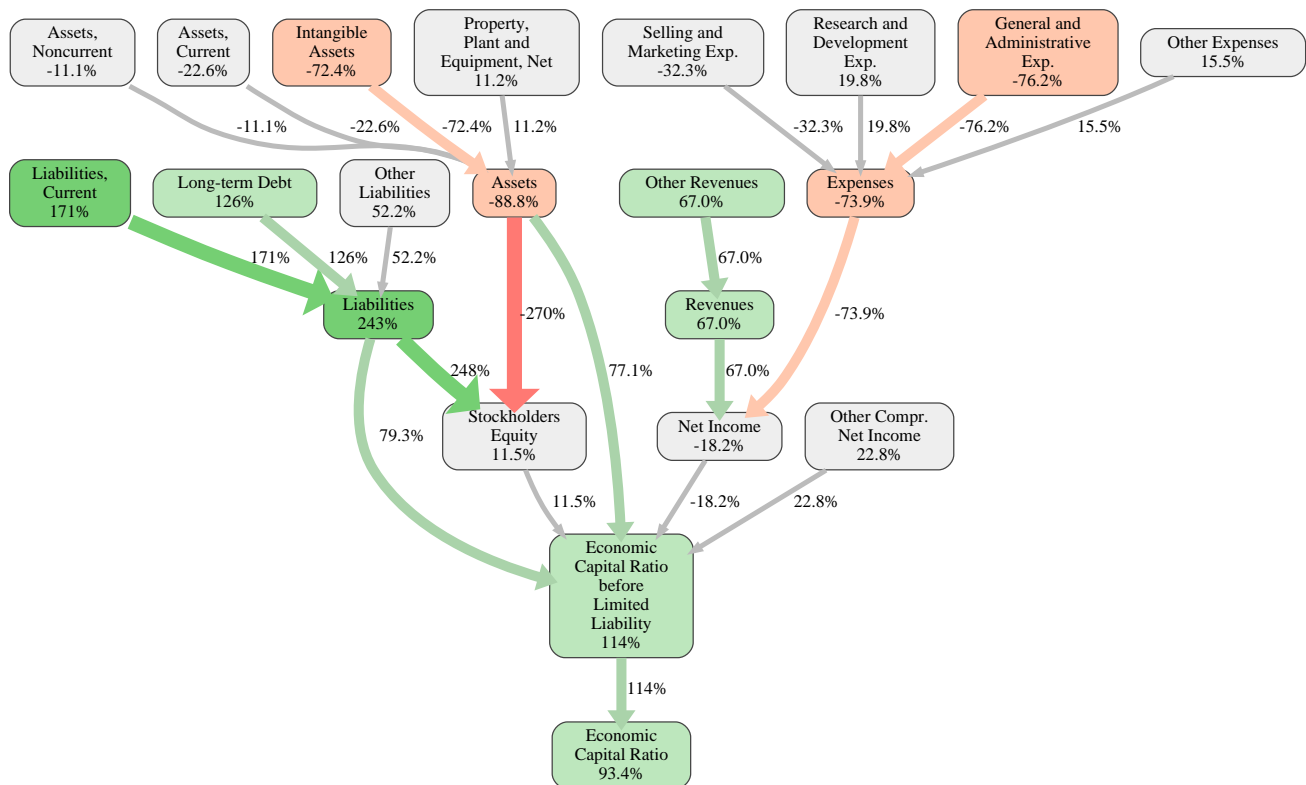 Assets,
Noncurrent
-11.1%
Assets,
Current
-22.6%
Intangible
Assets
-72.4%
Property,
Plant and
Equipment, Net
11.2%
Selling and
Marketing Exp.
-32.3%
Research and
Development
Exp.
19.8%
General and
Administrative
Exp.
-76.2%
Other Expenses
15.5%
-11.1%
-22.6%
-72.4%
11.2%
-32.3%
19.8%
-76.2%
15.5%
Liabilities,
Current
171%
Long-term Debt
126%
Other
Liabilities
52.2%
Assets
-88.8%
Other Revenues
67.0%
Expenses
-73.9%
171%
126%
52.2%
67.0%
Liabilities
243%
-270%
Revenues
67.0%
-73.9%
248%
77.1%
67.0%
79.3%
Stockholders
Equity
11.5%
Net Income
-18.2%
Other Compr.
Net Income
22.8%
11.5%
-18.2%
22.8%
Economic
Capital Ratio
before
Limited
Liability
114%
114%
Economic
Capital Ratio
93.4%